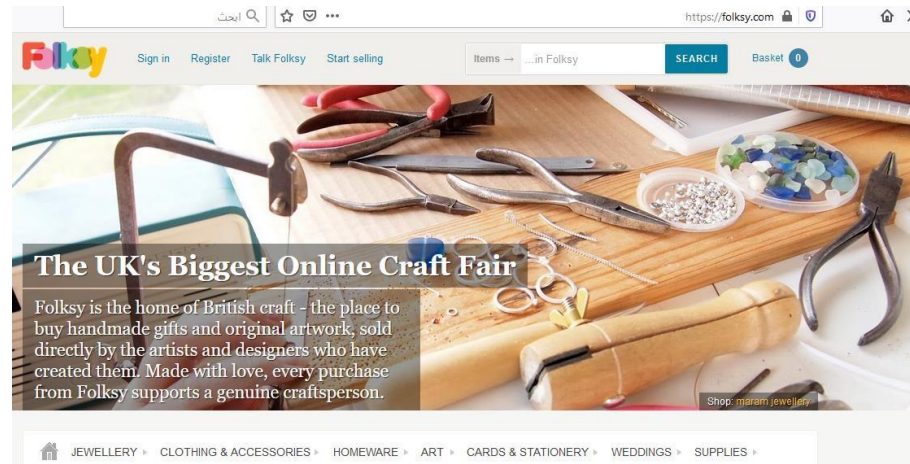 ابحث
https://folksy.com
Folksy
Sign in Register Talk Folksy Start selling
Items → ...in Folksy SEARCH Basket 0
The UK's Biggest Online Craft Fair
Folksy is the home of British craft - the place to
buy handmade gifts and original artwork, sold
directly by the artists and designers who have
created them. Made with love, every purchase
from Folksy supports a genuine craftsperson.
Shop: maram jewellery
JEWELLERY CLOTHING & ACCESSORIES HOMEWARE ART CARDS & STATIONERY WEDDINGS SUPPLIES